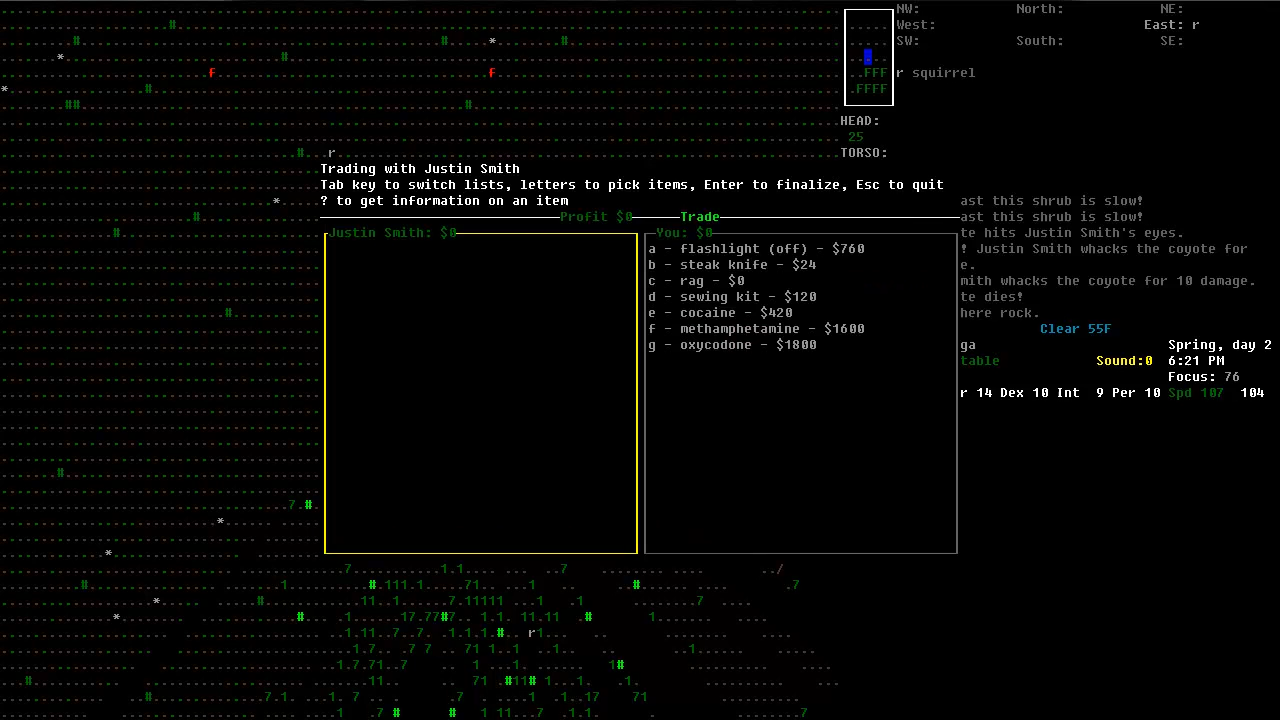 NW: North: NE:
West: East: r
SW: South: SE:
FFF r squirrel
FFFF
HEAD:
25
TORSO:
Trading with Justin Smith
Tab key to switch lists, letters to pick items, Enter to finalize, Esc to quit
? to get information on an item
ast this shrub is slow!
Profit $0 Trade ast this shrub is slow!
Justin Smith: $0 You: $0 te hits Justin Smith's eyes.
a - flashlight (off) - $760 ! Justin Smith whacks the coyote for
b - steak knife - $24 e.
c - rag - $0 mith whacks the coyote for 10 damage.
d - sewing kit - $120 te dies!
e - cocaine - $420 here rock.
f - methamphetamine - $1600 Clear 55F
g - oxycodone - $1800 ga Spring, day 2
table Sound:0 6:21 PM
Focus: 76
r 14 Dex 10 Int 9 Per 10 Spd 107 104